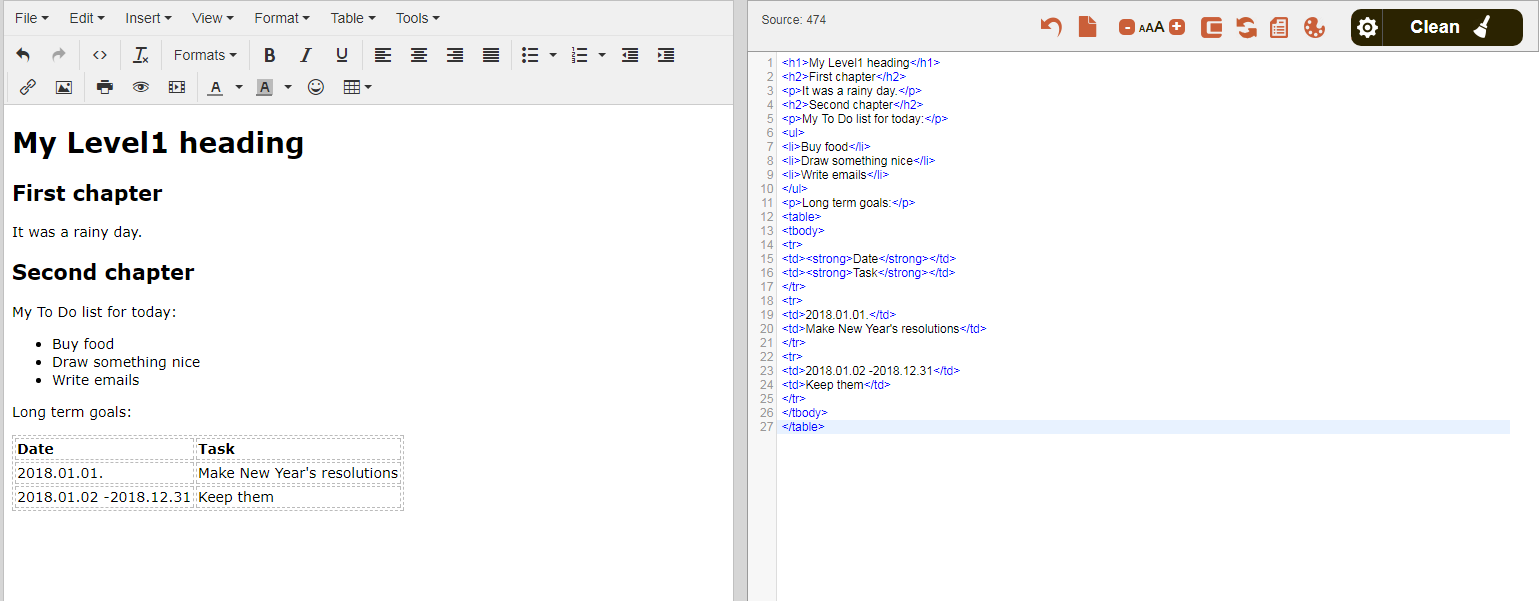 File Edit Insert View Format Table Tools
Formats B I U
A A
My Level1 heading
First chapter
It was a rainy day.
Second chapter
My To Do list for today:
Buy food
Draw something nice
Write emails
Long term goals:
Date Task
2018.01.01. Make New Year's resolutions
2018.01.02 -2018.12.31 Keep them
Source: 474
AAA
Clean
1 <h1>My Level1 heading</h1>
2 <h2>First chapter</h2>
3 <p>It was a rainy day.</p>
4 <h2>Second chapter</h2>
5 <p>My To Do list for today:</p>
6 <ul>
7 <li>Buy food</li>
8 <li>Draw something nice</li>
9 <li>Write emails</li>
10 </ul>
11 <p>Long term goals:</p>
12 <table>
13 <tbody>
14 <tr>
15 <td><strong>Date</strong></td>
16 <td><strong>Task</strong></td>
17 </tr>
18 <tr>
19 <td>2018.01.01.</td>
20 <td>Make New Year's resolutions</td>
21 </tr>
22 <tr>
23 <td>2018.01.02 -2018.12.31</td>
24 <td>Keep them</td>
25 </tr>
26 </tbody>
27 </table>